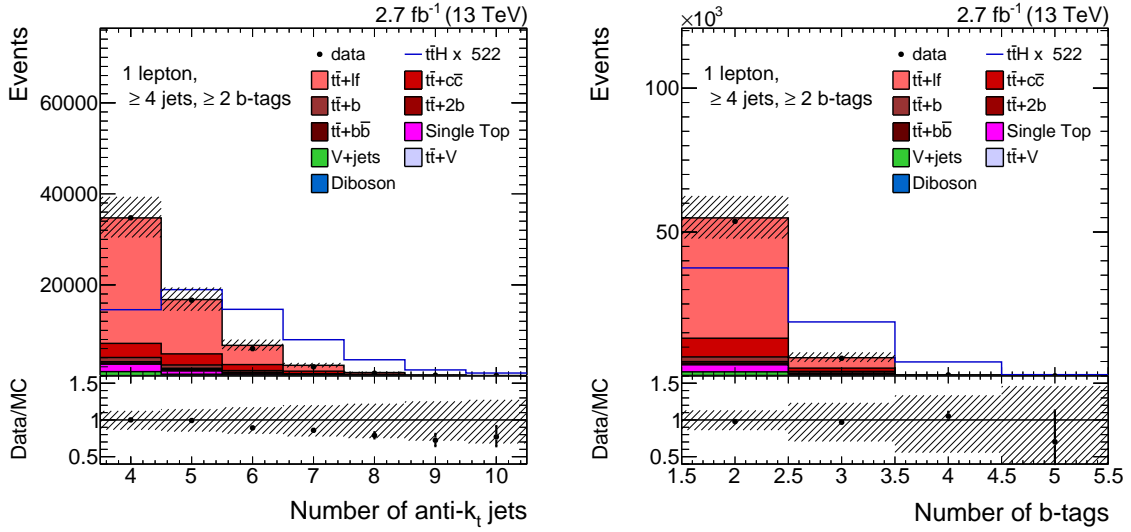 2.7 fb⁻¹ (13 TeV)
Events
data
tt̄H x 522
1 lepton,
≥ 4 jets, ≥ 2 b-tags
tt̄+lf
tt̄+cc̄
tt̄+b
tt̄+2b
tt̄+bb̄
Single Top
V+jets
tt̄+V
Diboson
60000
40000
20000
Data/MC
1.5
1
0.5
4 5 6 7 8 9 10
Number of anti-kₜ jets
×10³
2.7 fb⁻¹ (13 TeV)
Events
data
tt̄H x 522
1 lepton,
≥ 4 jets, ≥ 2 b-tags
tt̄+lf
tt̄+cc̄
tt̄+b
tt̄+2b
tt̄+bb̄
Single Top
V+jets
tt̄+V
Diboson
100
50
Data/MC
1.5
1
0.5
1.5 2 2.5 3 3.5 4 4.5 5 5.5
Number of b-tags